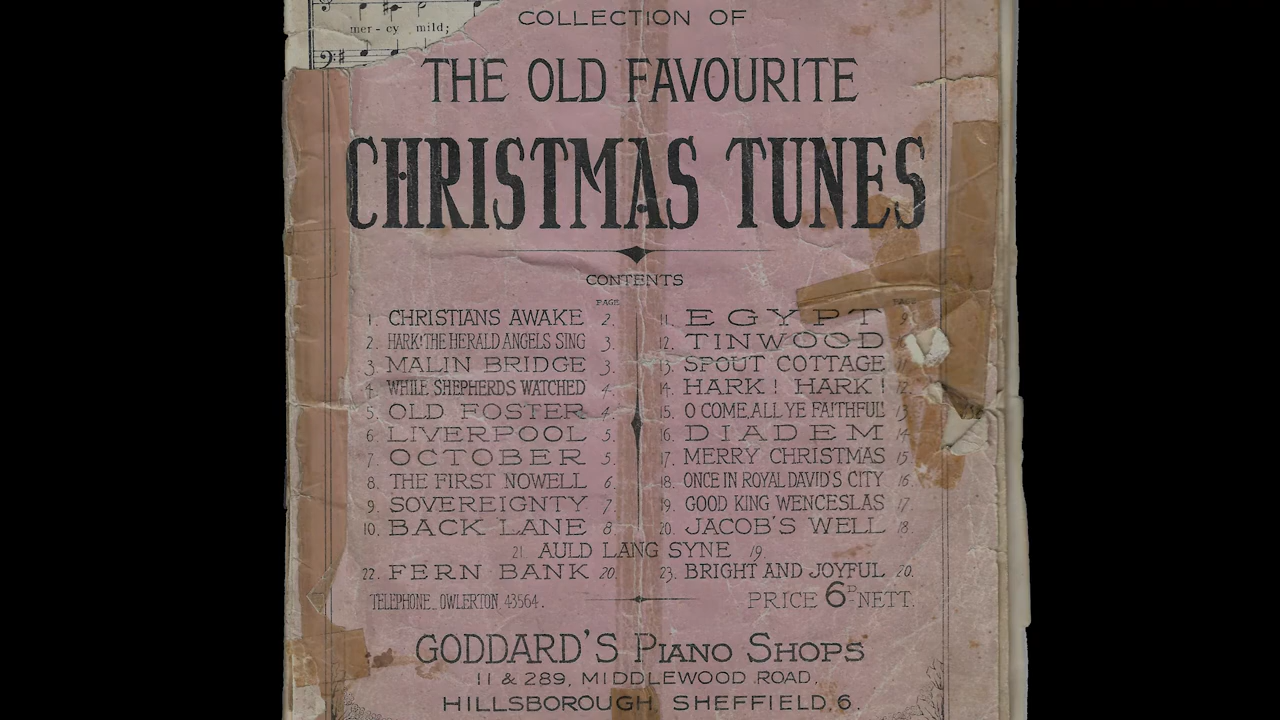 mer - cy mild;
COLLECTION OF
THE OLD FAVOURITE
CHRISTMAS TUNES
CONTENTS
PAGE
1. CHRISTIANS AWAKE 2.
2. HARK! THE HERALD ANGELS SING 3.
3. MALIN BRIDGE 3.
4. WHILE SHEPHERDS WATCHED 4.
5. OLD FOSTER 4.
6. LIVERPOOL 5.
7. OCTOBER 5.
8. THE FIRST NOWELL 6.
9. SOVEREIGNTY 7.
10. BACK LANE 8.
PAGE
11. EGYPT 9.
12. TINWOOD
13. SPOUT COTTAGE 11
14. HARK! HARK! 12.
15. O COME, ALL YE FAITHFUL! 13
16. DIADEM 14
17. MERRY CHRISTMAS 15
18. ONCE IN ROYAL DAVID'S CITY 16.
19. GOOD KING WENCESLAS 17.
20. JACOB'S WELL 18.
21. AULD LANG SYNE 19.
22. FERN BANK 20.
23. BRIGHT AND JOYFUL 20.
TELEPHONE. OWLERTON 43564.
PRICE 6D NETT.
GODDARD'S PIANO SHOPS
11 & 289, MIDDLEWOOD ROAD,
HILLSBOROUGH, SHEFFIELD, 6.